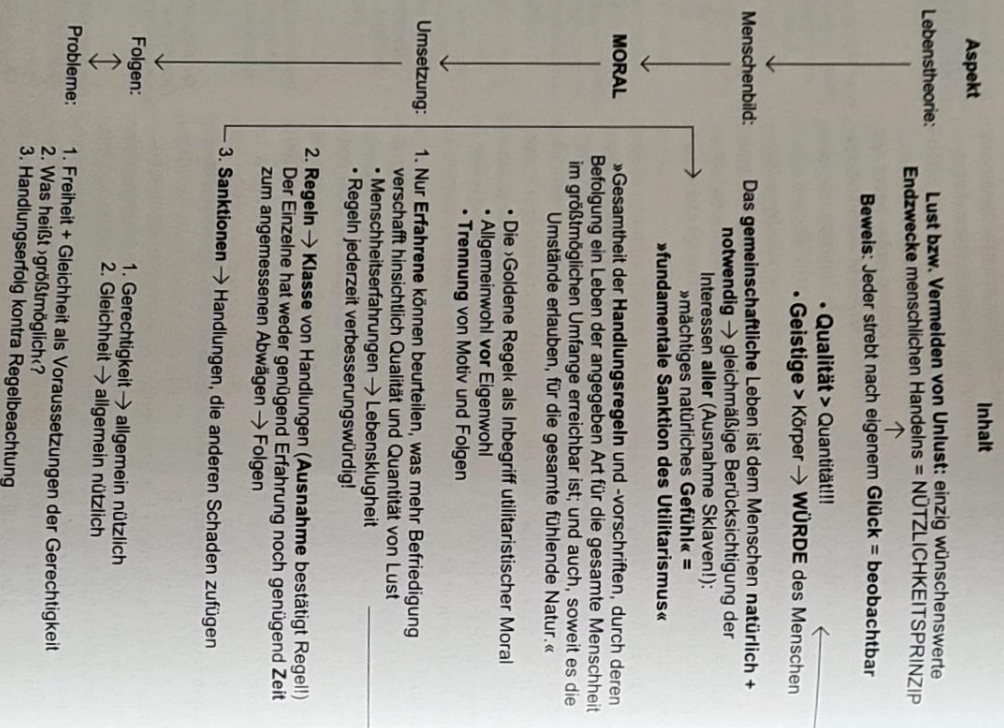 Aspekt Inhalt
Lebenstheorie: Lust bzw. Vermeiden von Unlust: einzig wünschenswerte
Endzwecke menschlichen Handelns = NÜTZLICHKEITSPRINZIP
↑
Beweis: Jeder strebt nach eigenem Glück = beobachtbar
• Qualität > Quantität!!!
• Geistige > Körper → WÜRDE des Menschen
Menschenbild: Das gemeinschaftliche Leben ist dem Menschen natürlich +
notwendig → gleichmäßige Berücksichtigung der
Interessen aller (Ausnahme Sklaven!):
»mächtiges natürliches Gefühl« =
»fundamentale Sanktion des Utilitarismus«
MORAL »Gesamtheit der Handlungsregeln und -vorschriften, durch deren
Befolgung ein Leben der angegeben Art für die gesamte Menschheit
im größtmöglichen Umfange erreichbar ist; und auch, soweit es die
Umstände erlauben, für die gesamte fühlende Natur.«
• Die ›Goldene Regel‹ als Inbegriff utilitaristischer Moral
• Allgemeinwohl vor Eigenwohl
• Trennung von Motiv und Folgen
Umsetzung: 1. Nur Erfahrene können beurteilen, was mehr Befriedigung
verschafft hinsichtlich Qualität und Quantität von Lust
• Menschheitserfahrungen → Lebensklugheit
• Regeln jederzeit verbesserungswürdig!
2. Regeln → Klasse von Handlungen (Ausnahme bestätigt Regel!)
Der Einzelne hat weder genügend Erfahrung noch genügend Zeit
zum angemessenen Abwägen → Folgen
3. Sanktionen → Handlungen, die anderen Schaden zufügen
Folgen: 1. Gerechtigkeit → allgemein nützlich
2. Gleichheit → allgemein nützlich
Probleme: 1. Freiheit + Gleichheit als Voraussetzungen der Gerechtigkeit
2. Was heißt ›größtmöglich‹?
3. Handlungserfolg kontra Regelbeachtung